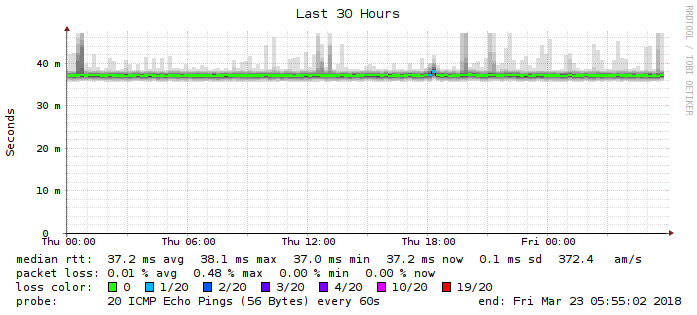 Last 30 Hours
RRDTOOL / TOBI OETIKER
Seconds
40 m
30 m
20 m
10 m
0
Thu 00:00 Thu 06:00 Thu 12:00 Thu 18:00 Fri 00:00
median rtt: 37.2 ms avg 38.1 ms max 37.0 ms min 37.2 ms now 0.1 ms sd 372.4 am/s
packet loss: 0.01 % avg 0.48 % max 0.00 % min 0.00 % now
loss color: 0 1/20 2/20 3/20 4/20 10/20 19/20
probe: 20 ICMP Echo Pings (56 Bytes) every 60s end: Fri Mar 23 05:55:02 2018